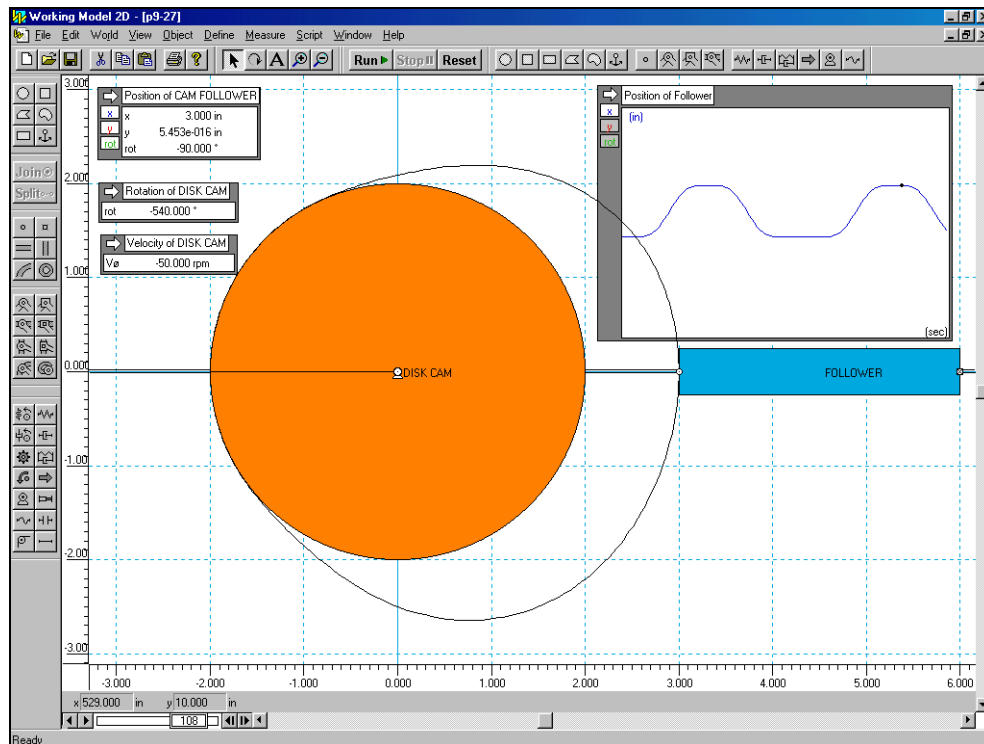 Working Model 2D - [p9-27]
File Edit World View Object Define Measure Script Window Help
Run Stop Reset
Join
Split
Position of CAM FOLLOWER
x 3.000 in
y 5.453e-016 in
rot -90.000 °
Rotation of DISK CAM
rot -540.000 °
Velocity of DISK CAM
Vø -50.000 rpm
Position of Follower
x
y
rot
(in)
(sec)
3.000
2.000
1.000
0.000
-1.000
-2.000
-3.000
DISK CAM
FOLLOWER
-3.000 -2.000 -1.000 0.000 1.000 2.000 3.000 4.000 5.000 6.000
x 529.000 in y 10.000 in
108
Ready